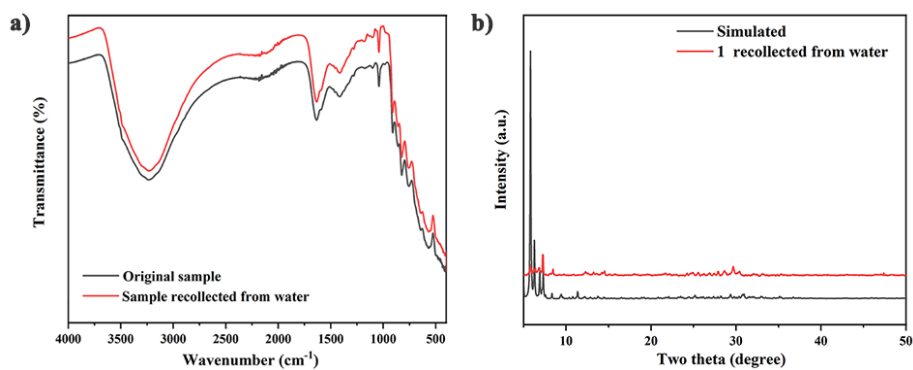 a)
Transmittance (%)
Original sample
Sample recollected from water
4000 3500 3000 2500 2000 1500 1000 500
Wavenumber (cm⁻¹)
b)
Simulated
1 recollected from water
Intensity (a.u.)
10 20 30 40 50
Two theta (degree)